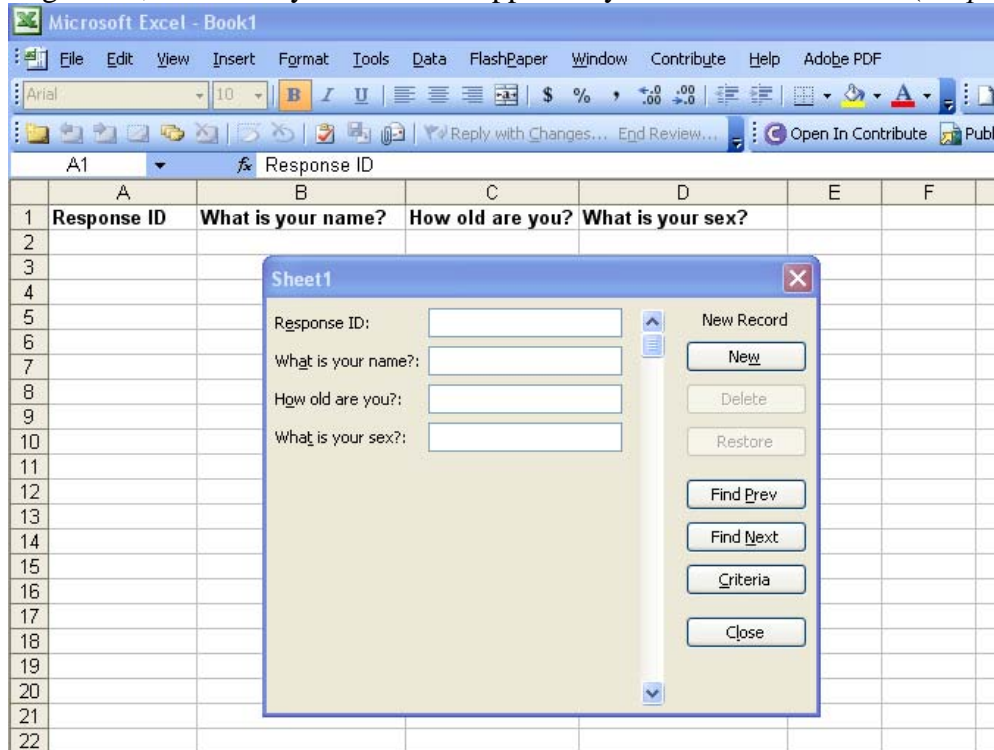 Microsoft Excel - Book1
File Edit View Insert Format Tools Data FlashPaper Window Contribute Help Adobe PDF
Arial 10 B I U $ % , .00 .0 A
Reply with Changes... End Review... Open In Contribute Publ
A1 fx Response ID
A B C D E F
1 Response ID What is your name? How old are you? What is your sex?
2
3
4
5
6
7
8
9
10
11
12
13
14
15
16
17
18
19
20
21
22
Sheet1
Response ID: New Record
What is your name?: New
How old are you?: Delete
What is your sex?: Restore
Find Prev
Find Next
Criteria
Close